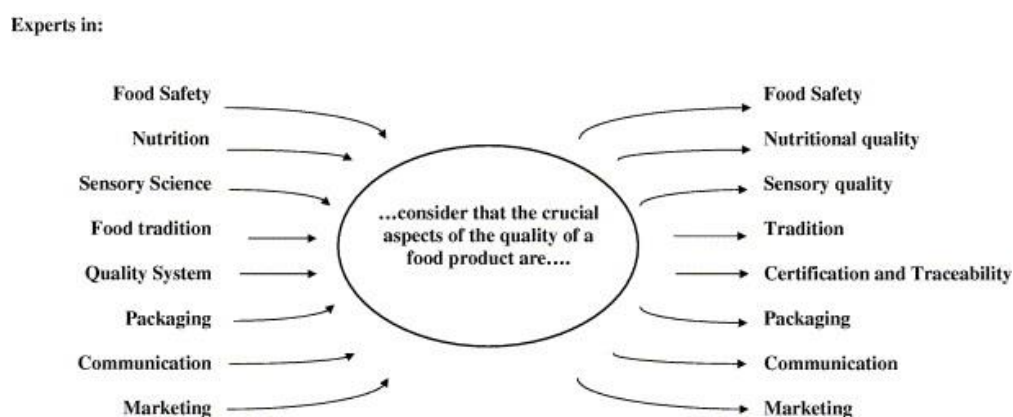 Experts in:
Food Safety
Nutrition
Sensory Science
Food tradition
Quality System
Packaging
Communication
Marketing
...consider that the crucial
aspects of the quality of a
food product are....
Food Safety
Nutritional quality
Sensory quality
Tradition
Certification and Traceability
Packaging
Communication
Marketing